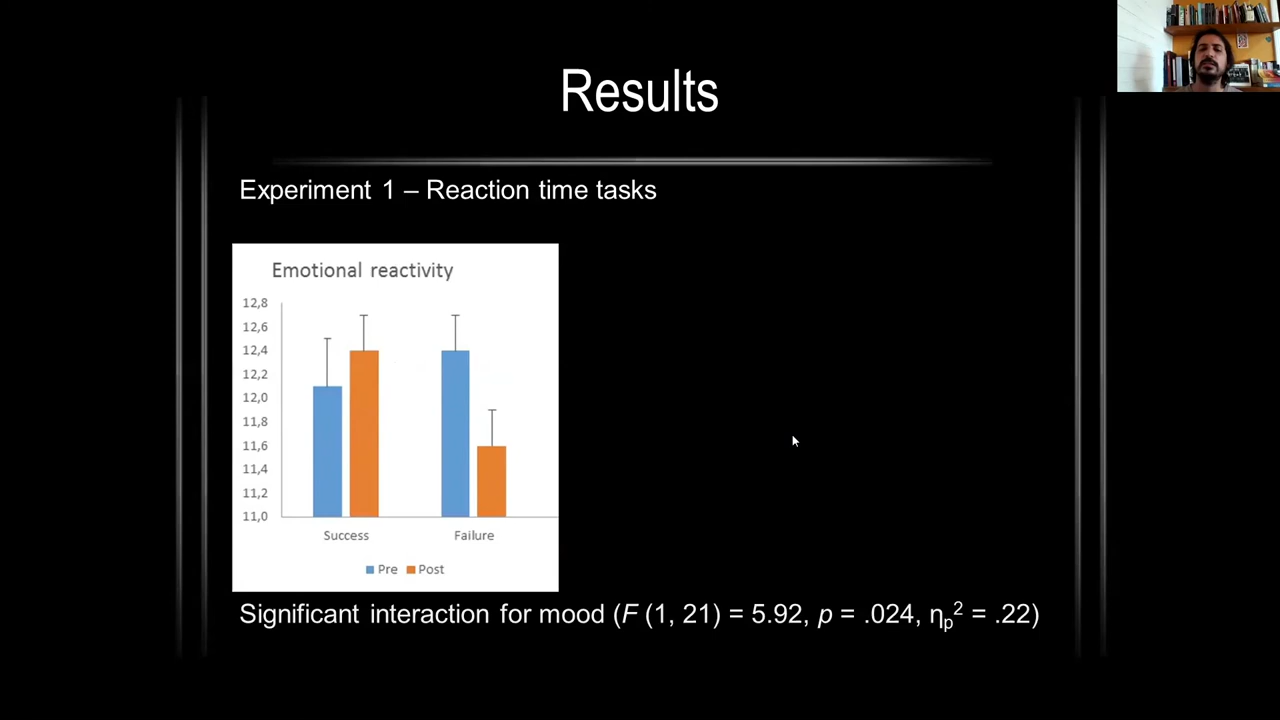 Results
Experiment 1 – Reaction time tasks
Emotional reactivity
12,8
12,6
12,4
12,2
12,0
11,8
11,6
11,4
11,2
11,0
Success Failure
Pre Post
Significant interaction for mood (F (1, 21) = 5.92, p = .024, ηp² = .22)